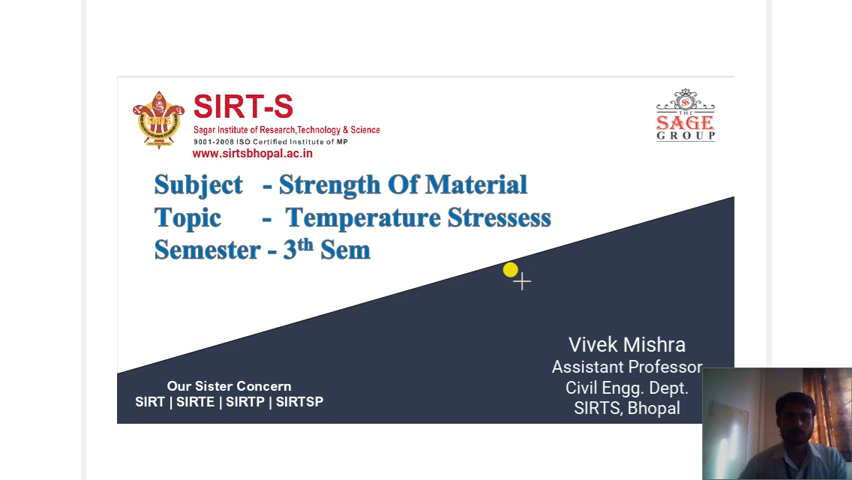 SIRT-S
Sagar Institute of Research,Technology & Science
9001-2008 ISO Certified Institute of MP
www.sirtsbhopal.ac.in
THE
SAGE
GROUP
Subject - Strength Of Material
Topic - Temperature Stressess
Semester - 3th Sem
Vivek Mishra
Assistant Professor
Civil Engg. Dept.
SIRTS, Bhopal
Our Sister Concern
SIRT | SIRTE | SIRTP | SIRTSP